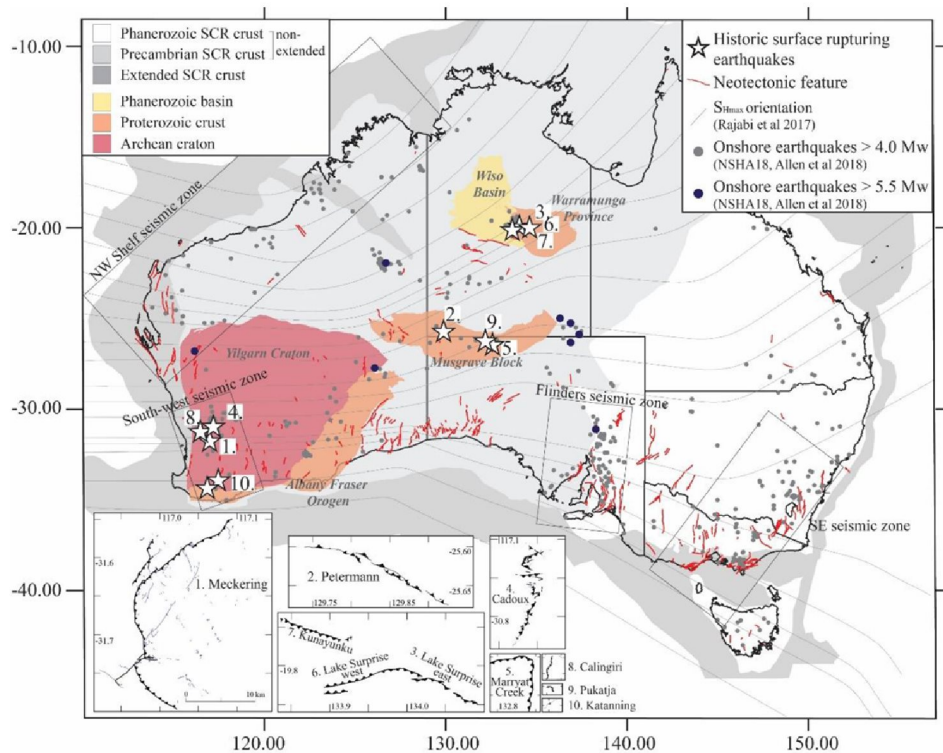 Phanerozoic SCR crust
Precambrian SCR crust
non-
extended
Extended SCR crust
Phanerozoic basin
Proterozoic crust
Archean craton
Historic surface rupturing
earthquakes
Neotectonic feature
SHmax orientation
(Rajabi et al 2017)
Onshore earthquakes > 4.0 Mw
(NSHA18, Allen et al 2018)
Onshore earthquakes > 5.5 Mw
(NSHA18, Allen et al 2018)
-10.00
-20.00
-30.00
-40.00
NW Shelf seismic zone
Wiso
Basin
Warramunga
Province
3.
6.
7.
2.
9.
5.
Musgrave Block
Yilgarn Craton
South-west seismic zone
8.
4.
1.
10.
Albany Fraser
Orogen
Flinders seismic zone
SE seismic zone
117.0
117.1
-31.6
-31.7
1. Meckering
0
10 km
2. Petermann
-25.60
-25.65
129.75
129.85
7. Kunayunku
-19.8
6. Lake Surprise
west
3. Lake Surprise
east
133.9
134.0
117.1
4.
Cadoux
-30.8
5.
Marryat
Creek
132.8
8. Calingiri
9. Pukatja
10. Katanning
120.00
130.00
140.00
150.00